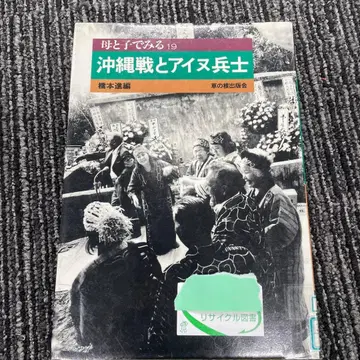 母と子でみる 19
沖縄戦とアイヌ兵士
橋本進編
草の根出版会
リサイクル図書